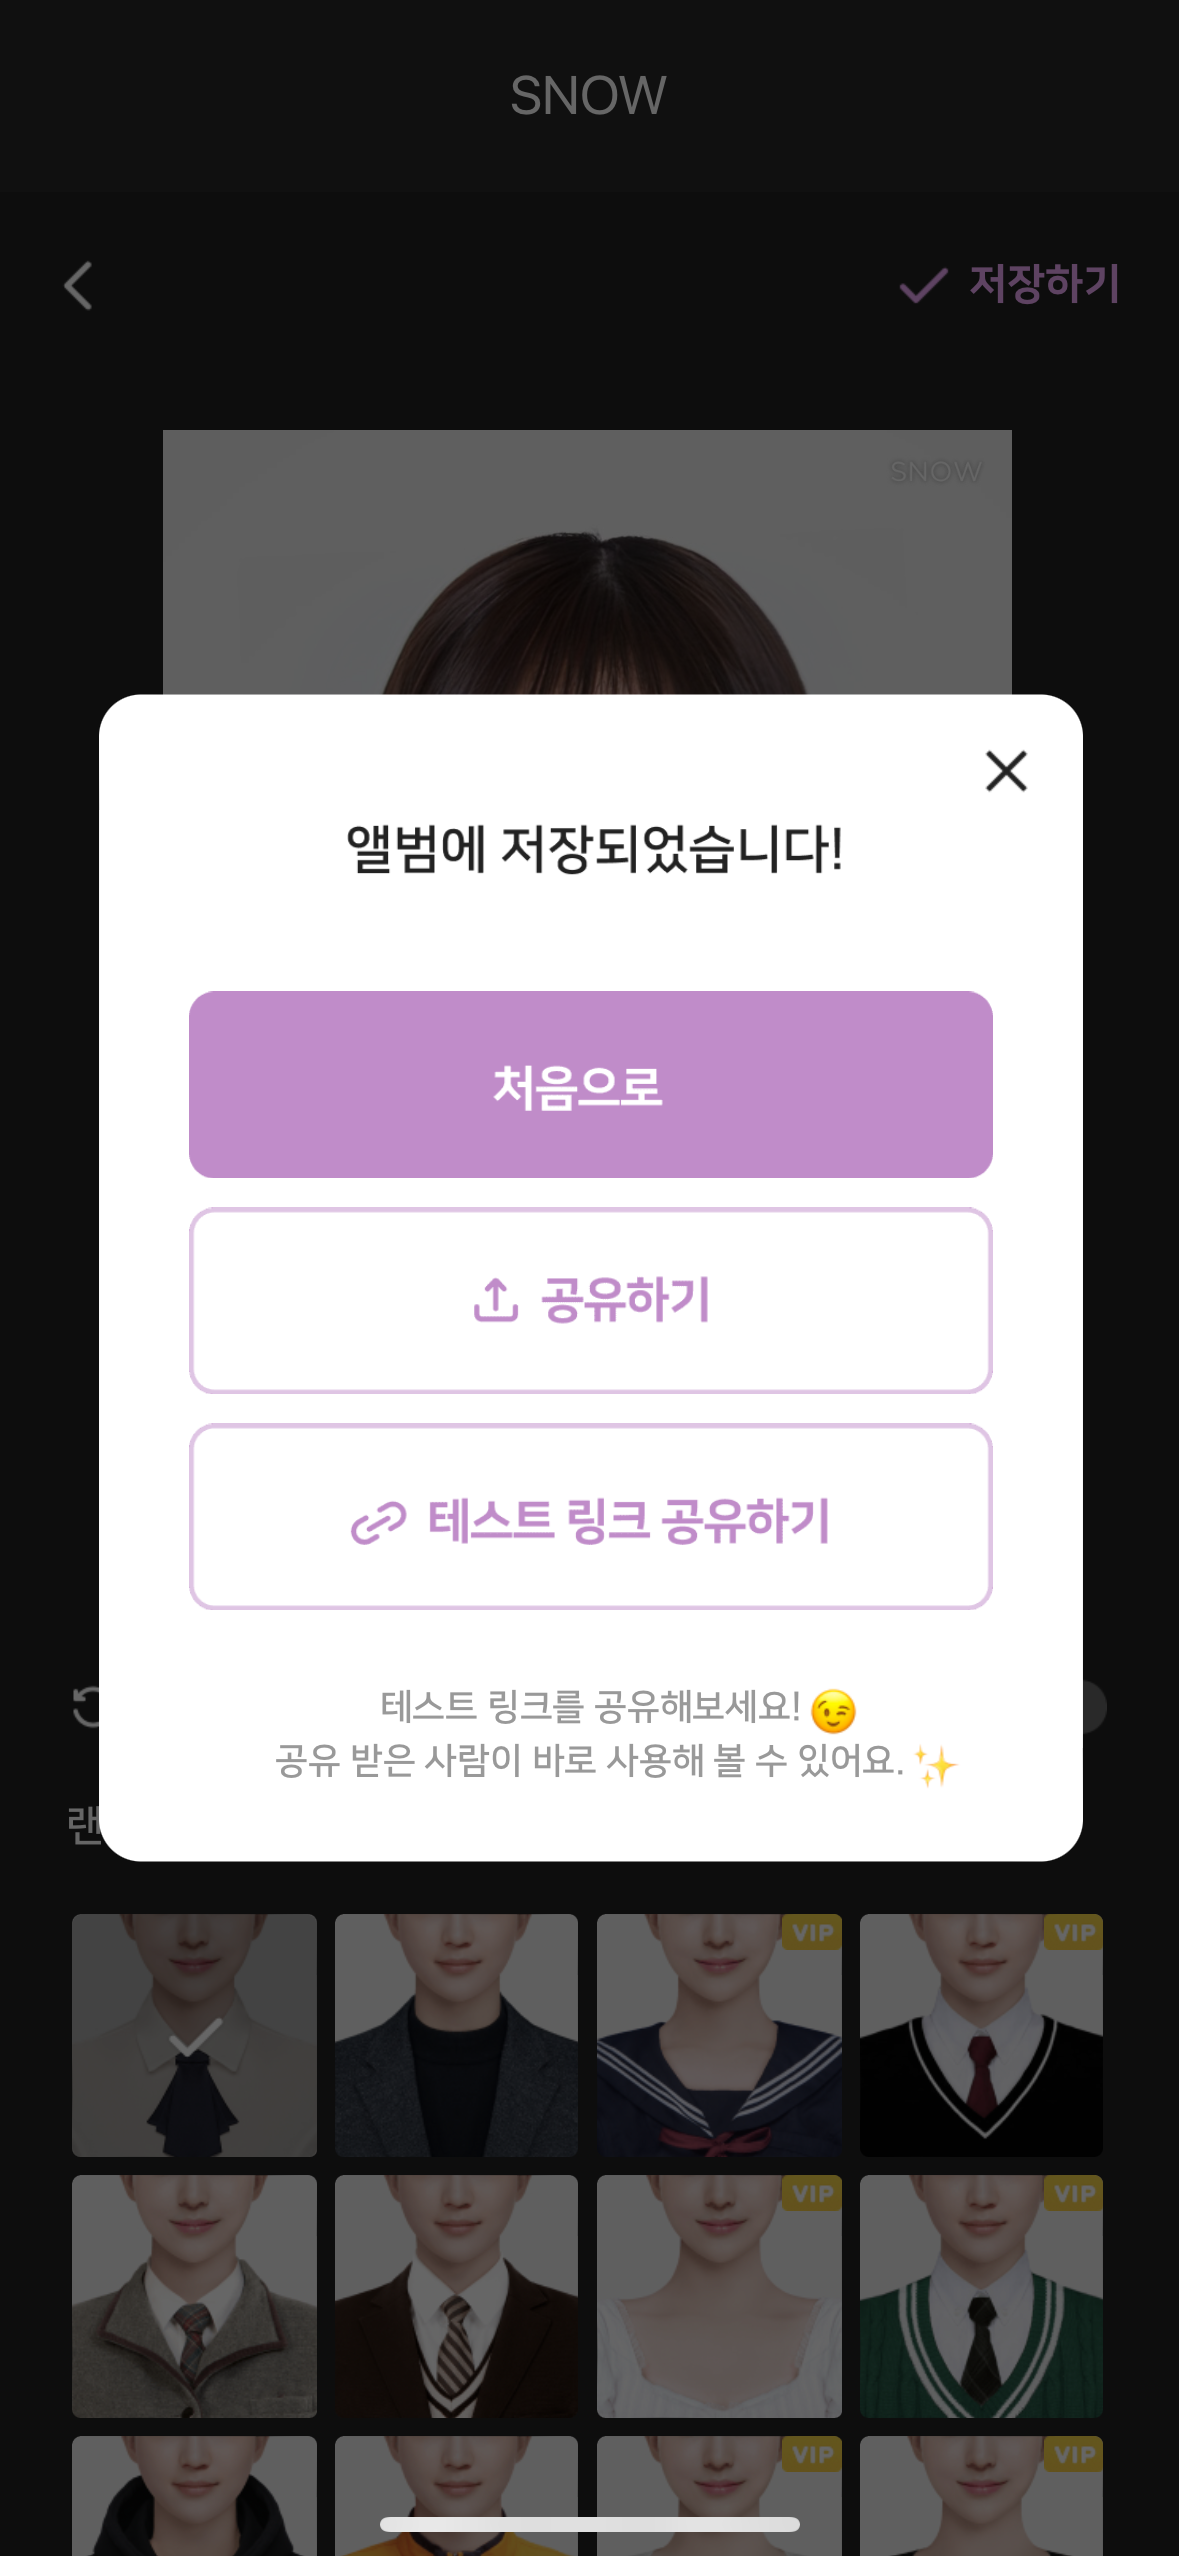 SNOW
저장하기
SNOW
앨범에 저장되었습니다!
처음으로
공유하기
테스트 링크 공유하기
테스트 링크를 공유해보세요! 😉
공유 받은 사람이 바로 사용해 볼 수 있어요. ✨
랜
VIP
VIP
VIP
VIP
VIP
VIP